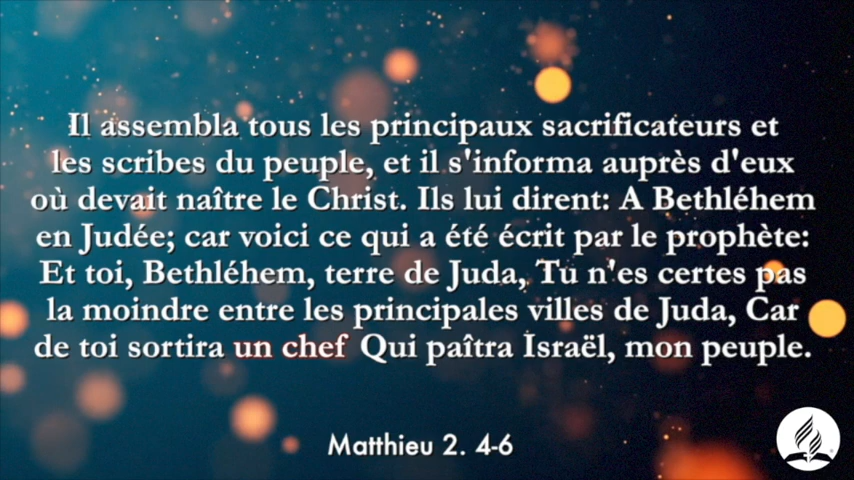 Il assembla tous les principaux sacrificateurs et
les scribes du peuple, et il s'informa auprès d'eux
où devait naître le Christ. Ils lui dirent: A Bethléhem
en Judée; car voici ce qui a été écrit par le prophète:
Et toi, Bethléhem, terre de Juda, Tu n'es certes pas
la moindre entre les principales villes de Juda, Car
de toi sortira un chef Qui paîtra Israël, mon peuple.
Matthieu 2. 4-6